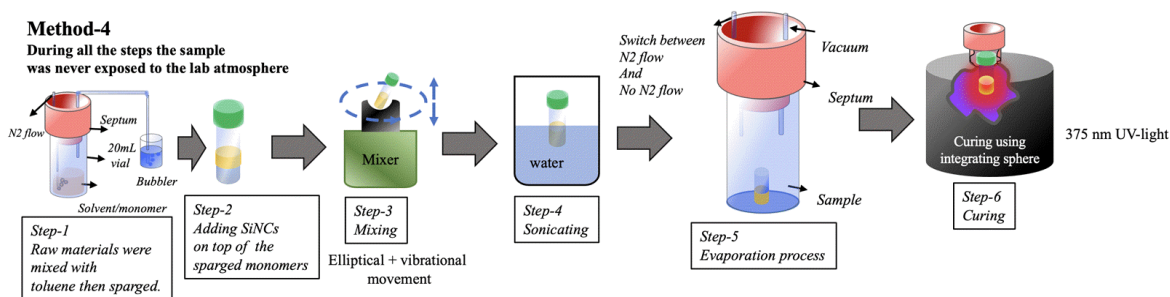 Method-4
During all the steps the sample
was never exposed to the lab atmosphere
N2 flow
Septum
20mL
vial
Bubbler
Solvent/monomer
Step-1
Raw materials were
mixed with
toluene then sparged.
Step-2
Adding SiNCs
on top of the
sparged monomers
Mixer
Step-3
Mixing
Elliptical + vibrational
movement
water
Step-4
Sonicating
Switch between
N2 flow
And
No N2 flow
Vacuum
Septum
Sample
Step-5
Evaporation process
Curing using
integrating sphere
375 nm UV-light
Step-6
Curing